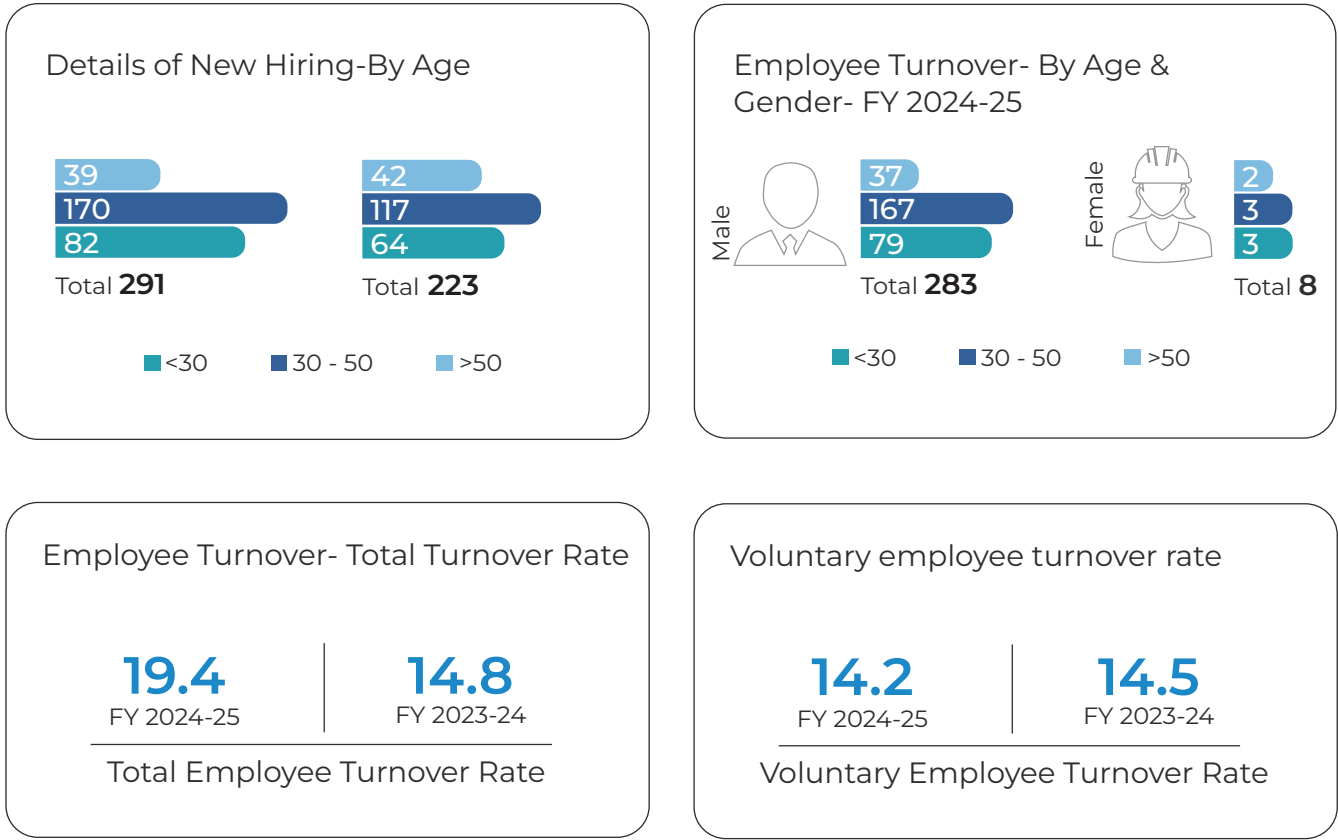 Details of New Hiring-By Age
39
170
82
Total 291
42
117
64
Total 223
<30
30 - 50
>50
Employee Turnover- By Age &
Gender- FY 2024-25
Male
37
167
79
Total 283
Female
2
3
3
Total 8
<30
30 - 50
>50
Employee Turnover- Total Turnover Rate
19.4
FY 2024-25
14.8
FY 2023-24
Total Employee Turnover Rate
Voluntary employee turnover rate
14.2
FY 2024-25
14.5
FY 2023-24
Voluntary Employee Turnover Rate